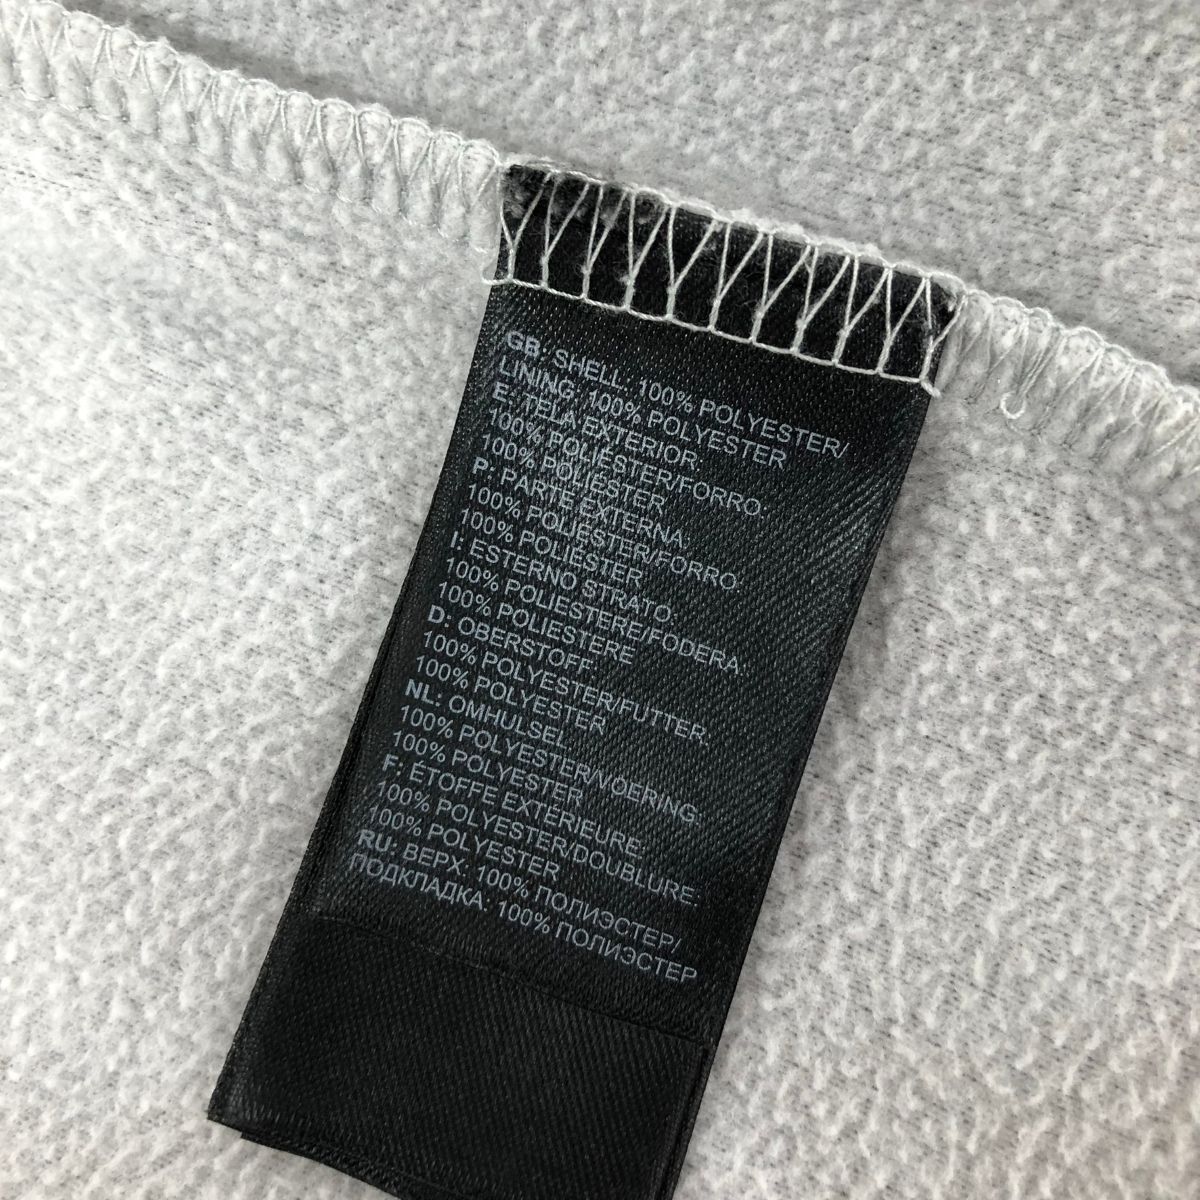 GB: SHELL. 100% POLYESTER/
LINING: 100% POLYESTER
E: TELA EXTERIOR.
100% POLIÉSTER/FORRO.
100% POLIÉSTER
P: PARTE EXTERNA.
100% POLIÉSTER/FORRO.
100% POLIÉSTER
I: ESTERNO STRATO.
100% POLIESTERE/FODERA.
100% POLIESTERE
D: OBERSTOFF.
100% POLYESTER/FUTTER.
100% POLYESTER
NL: OMHULSEL
100% POLYESTER/VOERING.
100% POLYESTER
F: ÉTOFFE EXTÉRIEURE.
100% POLYESTER/DOUBLURE.
100% POLYESTER
RU: ВЕРХ. 100% ПОЛИЭСТЕР/
ПОДКЛАДКА: 100% ПОЛИЭСТЕР